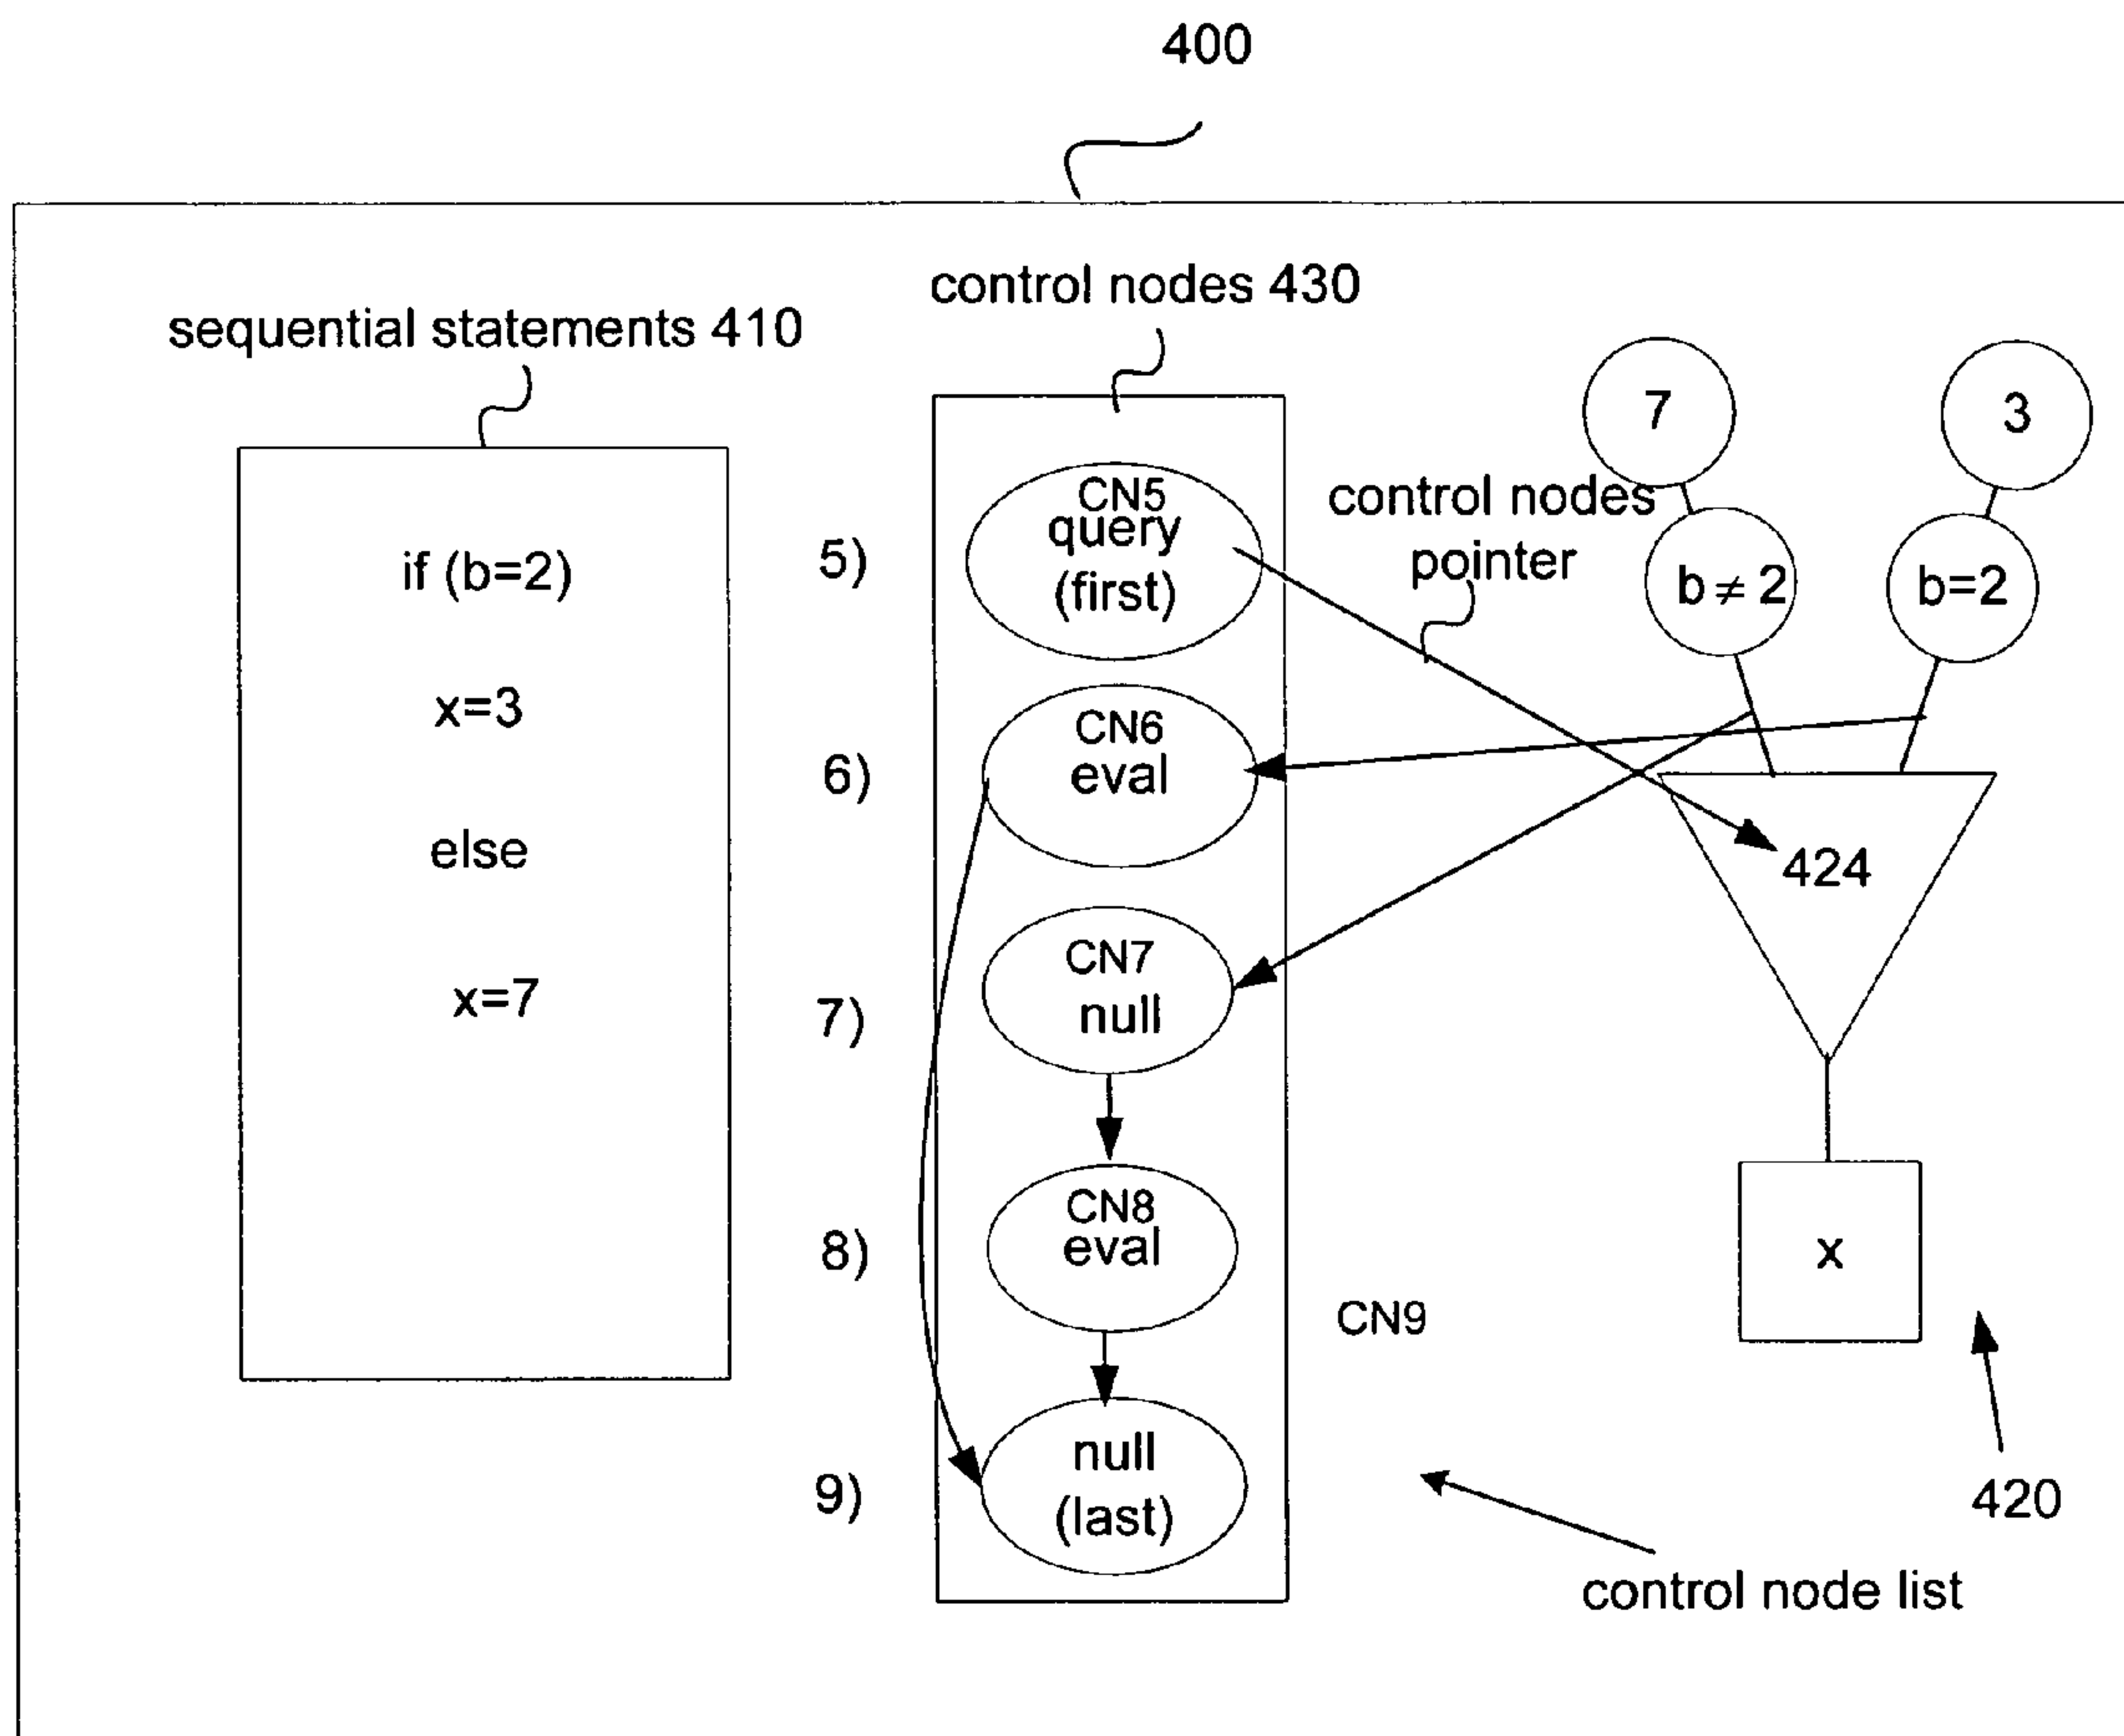 400
sequential statements 410
if (b=2)
x=3
else
x=7
control nodes 430
5)
CN5
query
(first)
6)
CN6
eval
7)
CN7
null
8)
CN8
eval
9)
null
(last)
CN9
control nodes
pointer
7
3
b ≠ 2
b=2
424
x
420
control node list